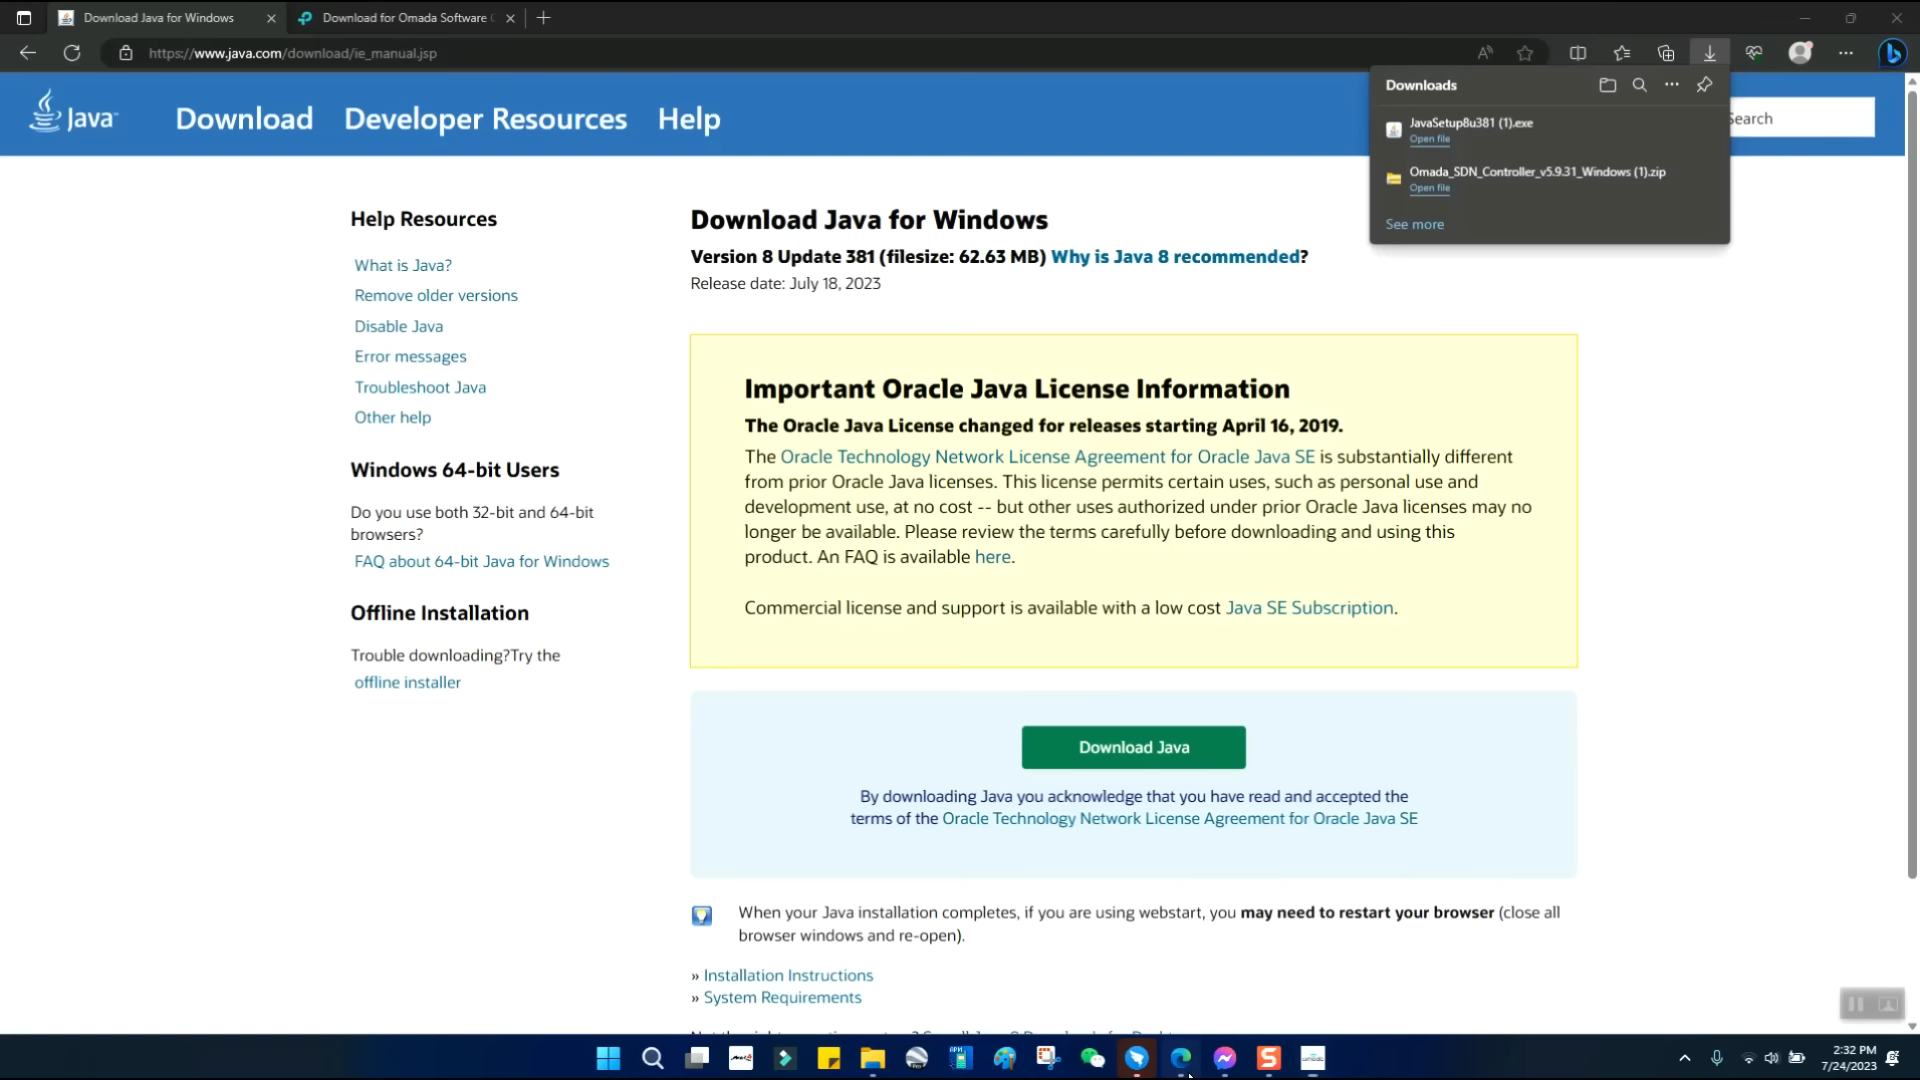 Download Java for Windows
Download for Omada Software
https://www.java.com/download/ie_manual.jsp
Java
Download
Developer Resources
Help
Search
Downloads
JavaSetup8u381 (1).exe
Open file
Omada_SDN_Controller_v5.9.31_Windows (1).zip
Open file
See more
Help Resources
What is Java?
Remove older versions
Disable Java
Error messages
Troubleshoot Java
Other help
Windows 64-bit Users
Do you use both 32-bit and 64-bit
browsers?
FAQ about 64-bit Java for Windows
Offline Installation
Trouble downloading?Try the
offline installer
Download Java for Windows
Version 8 Update 381 (filesize: 62.63 MB) Why is Java 8 recommended?
Release date: July 18, 2023
Important Oracle Java License Information
The Oracle Java License changed for releases starting April 16, 2019.
The Oracle Technology Network License Agreement for Oracle Java SE is substantially different
from prior Oracle Java licenses. This license permits certain uses, such as personal use and
development use, at no cost -- but other uses authorized under prior Oracle Java licenses may no
longer be available. Please review the terms carefully before downloading and using this
product. An FAQ is available here.
Commercial license and support is available with a low cost Java SE Subscription.
Download Java
By downloading Java you acknowledge that you have read and accepted the
terms of the Oracle Technology Network License Agreement for Oracle Java SE
When your Java installation completes, if you are using webstart, you may need to restart your browser (close all
browser windows and re-open).
» Installation Instructions
» System Requirements
2:32 PM
7/24/2023